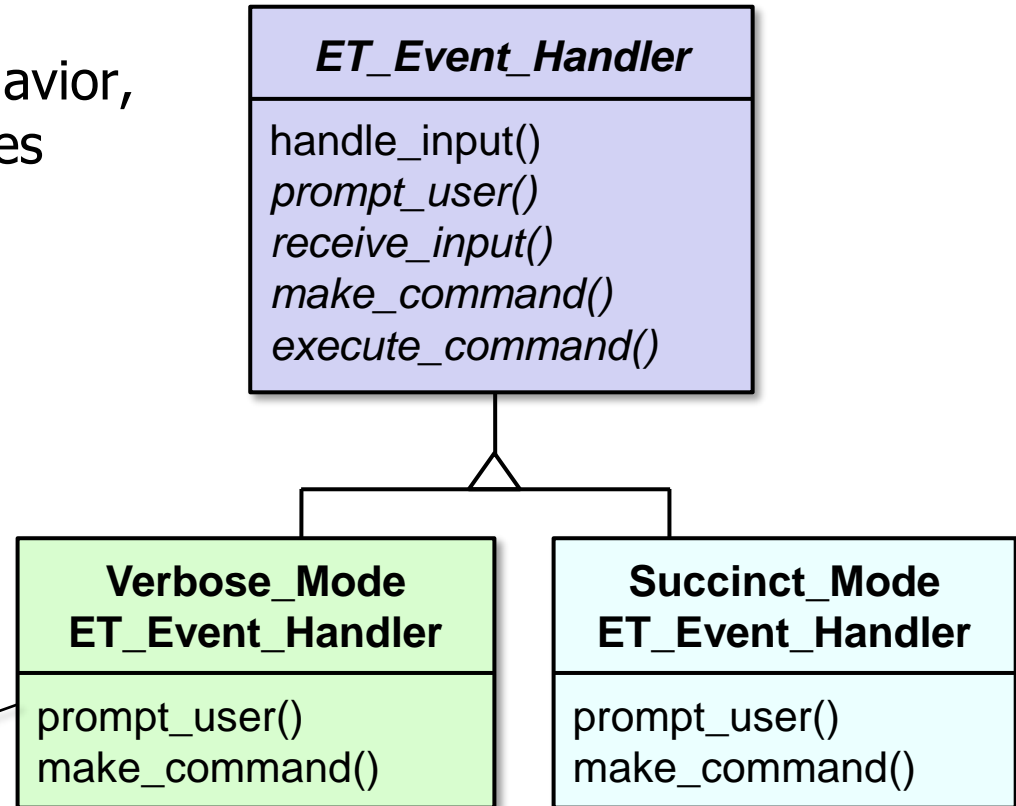 avior,
es
ET_Event_Handler
handle_input()
prompt_user()
receive_input()
make_command()
execute_command()
Verbose_Mode
ET_Event_Handler
prompt_user()
make_command()
Succinct_Mode
ET_Event_Handler
prompt_user()
make_command()